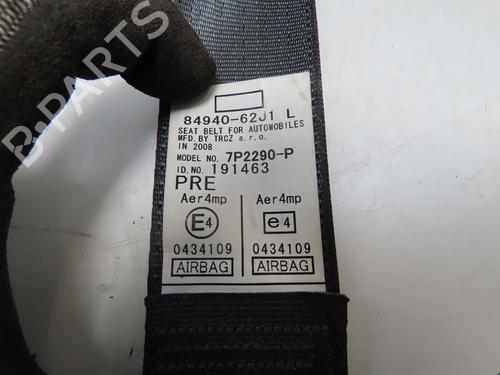 B-PARTS
84940-62J1 L
SEAT BELT FOR AUTOMOBILES
MFD. BY TRCZ s.r.o.
IN 2008
MODEL NO. 7P2290-P
ID.NO. 191463
PRE
Aer4mp Aer4mp
E4 e4
0434109 0434109
AIRBAG AIRBAG